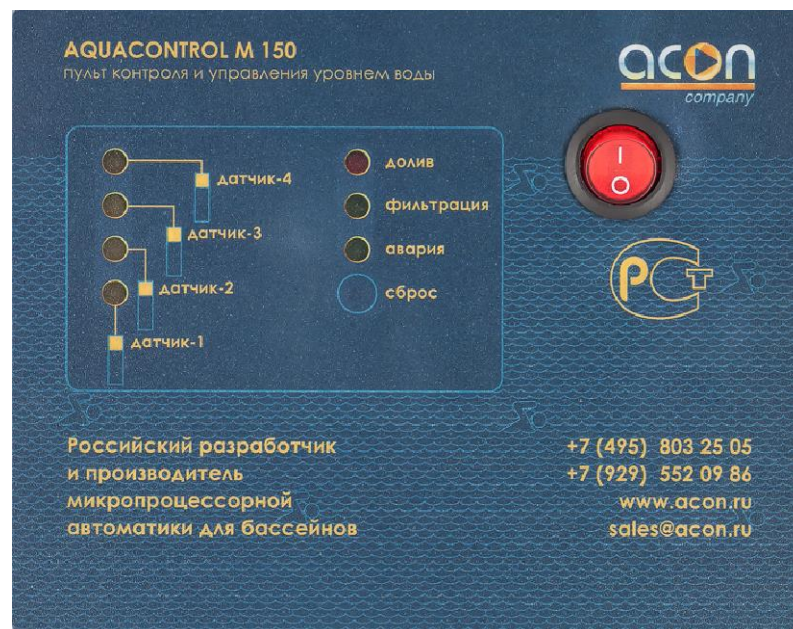 AQUACONTROL M 150
пульт контроля и управления уровнем воды
acon
company
датчик-4
датчик-3
датчик-2
датчик-1
долив
фильтрация
авария
сброс
I
O
РСТ
Российский разработчик
и производитель
микропроцессорной
автоматики для бассейнов
+7 (495) 803 25 05
+7 (929) 552 09 86
www.acon.ru
sales@acon.ru